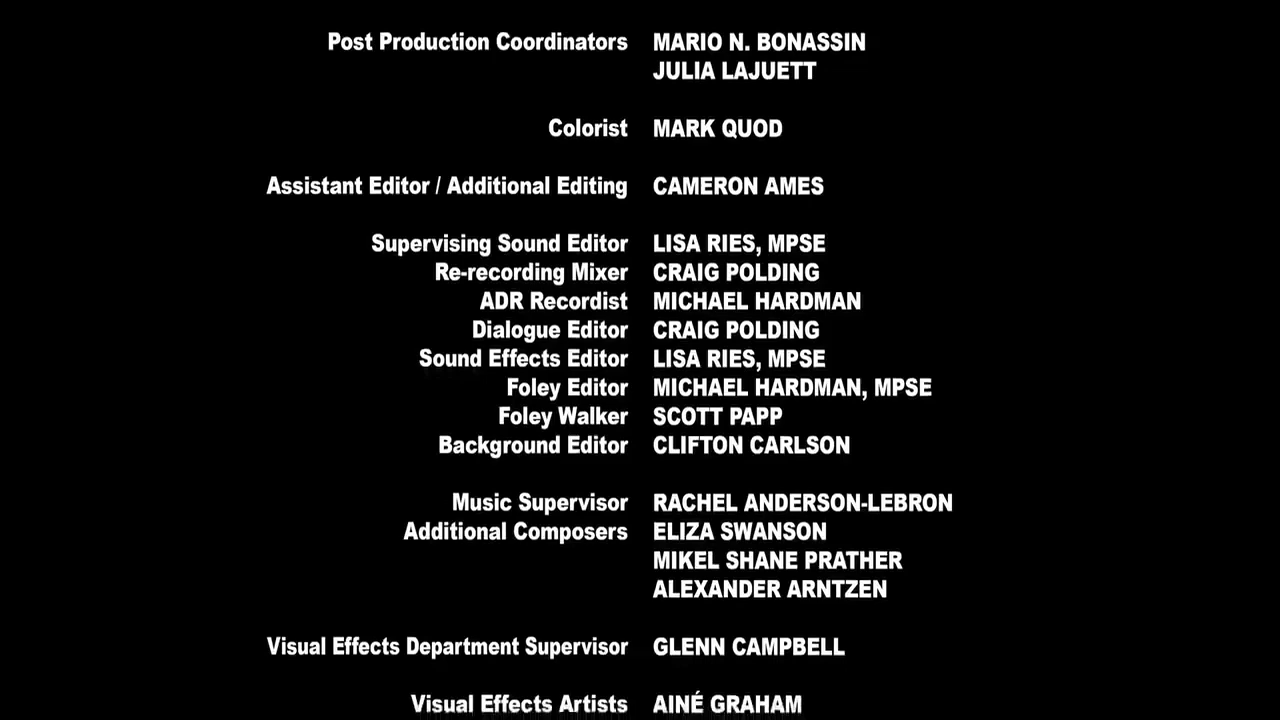 Post Production Coordinators MARIO N. BONASSIN
JULIA LAJUETT
Colorist MARK QUOD
Assistant Editor / Additional Editing CAMERON AMES
Supervising Sound Editor LISA RIES, MPSE
Re-recording Mixer CRAIG POLDING
ADR Recordist MICHAEL HARDMAN
Dialogue Editor CRAIG POLDING
Sound Effects Editor LISA RIES, MPSE
Foley Editor MICHAEL HARDMAN, MPSE
Foley Walker SCOTT PAPP
Background Editor CLIFTON CARLSON
Music Supervisor RACHEL ANDERSON-LEBRON
Additional Composers ELIZA SWANSON
MIKEL SHANE PRATHER
ALEXANDER ARNTZEN
Visual Effects Department Supervisor GLENN CAMPBELL
Visual Effects Artists AINÉ GRAHAM